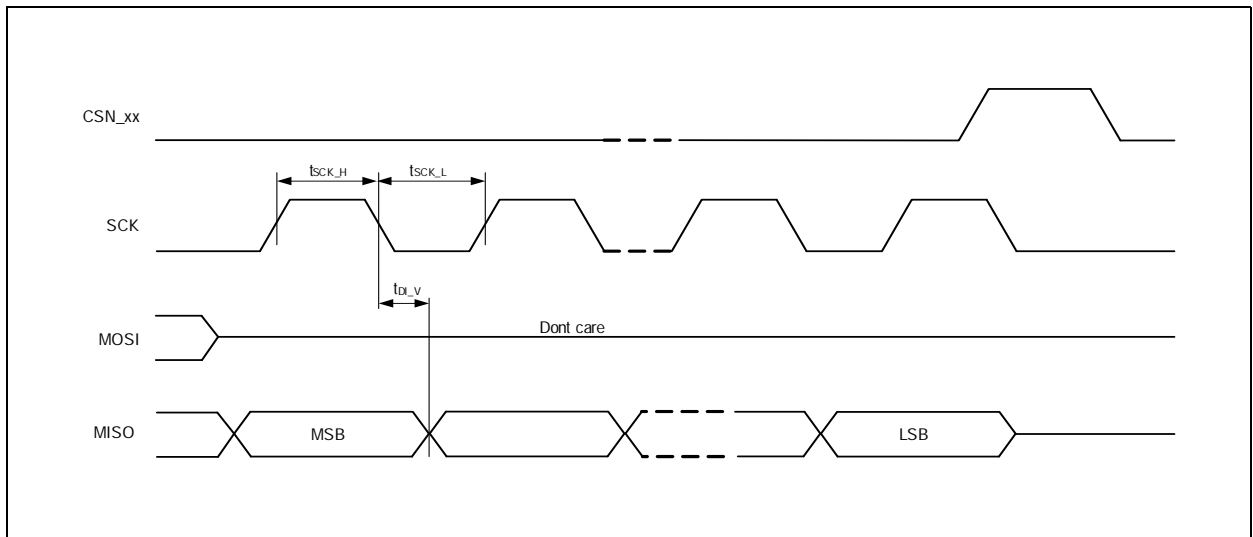 CSN_xx
tSCK_H tSCK_L
SCK
tDI_V
MOSI Dont care
MISO MSB LSB